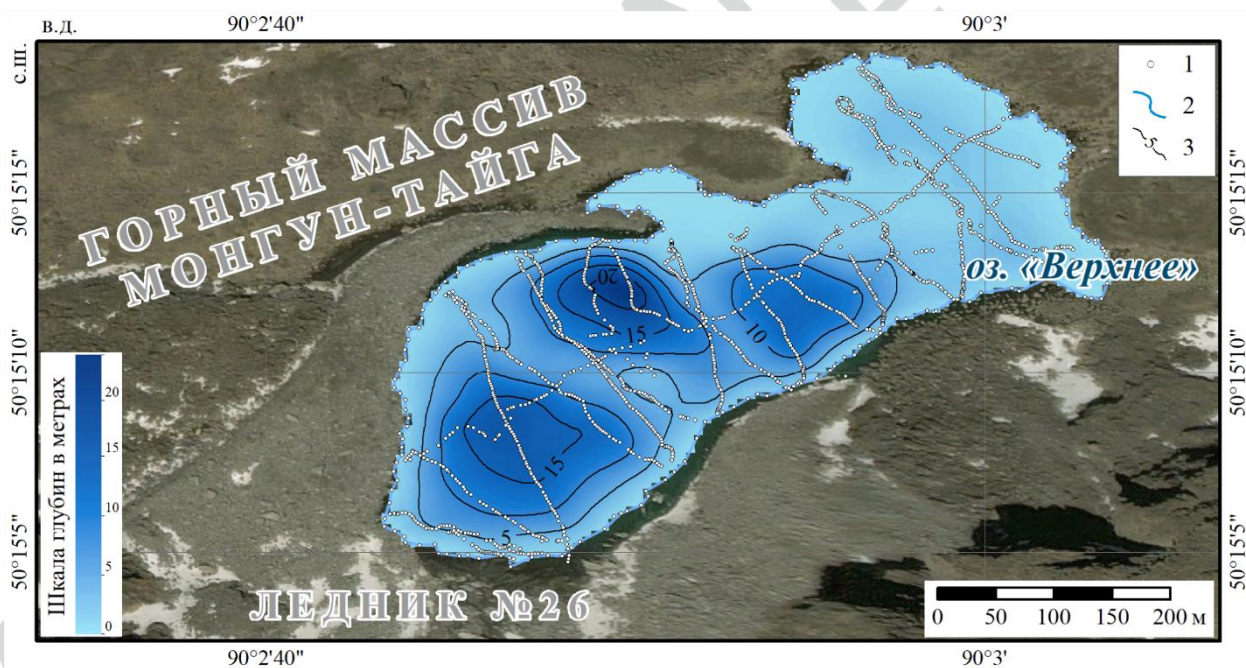 в.д.
90°2'40"
90°3'
с.ш.
1
2
3
ГОРНЫЙ МАССИВ
МОНГУН-ТАЙГА
50°15'15"
50°15'15"
оз. «Верхнее»
20
15
10
50°15'10"
50°15'10"
Шкала глубин в метрах
20
15
10
5
0
15
5
50°15'5"
50°15'5"
ЛЕДНИК №26
0 50 100 150 200 м
90°2'40"
90°3'